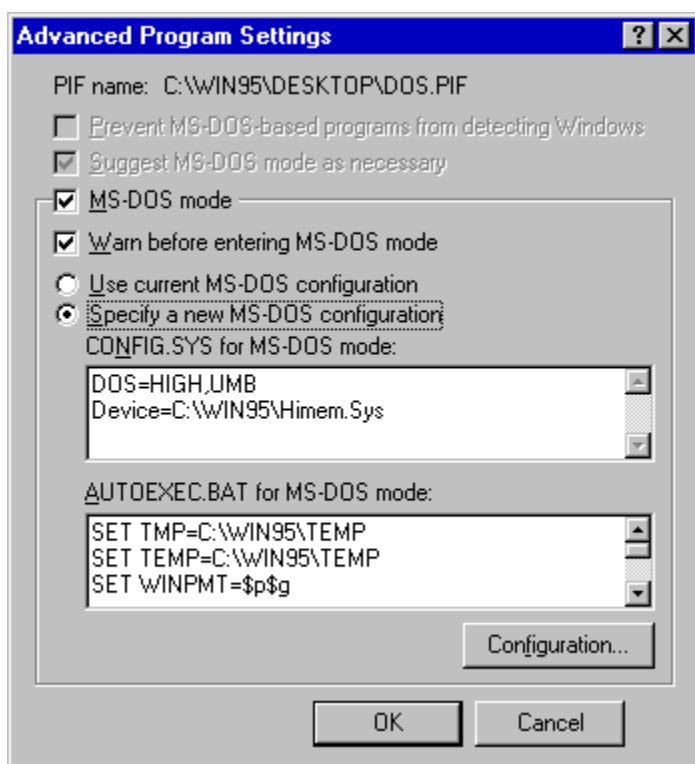 Advanced Program Settings
PIF name: C:\WIN95\DESKTOP\DOS.PIF
Prevent MS-DOS-based programs from detecting Windows
Suggest MS-DOS mode as necessary
MS-DOS mode
Warn before entering MS-DOS mode
Use current MS-DOS configuration
Specify a new MS-DOS configuration
CONFIG.SYS for MS-DOS mode:
DOS=HIGH,UMB
Device=C:\WIN95\Himem.Sys
AUTOEXEC.BAT for MS-DOS mode:
SET TMP=C:\WIN95\TEMP
SET TEMP=C:\WIN95\TEMP
SET WINPMT=$p$g
Configuration...
OK Cancel